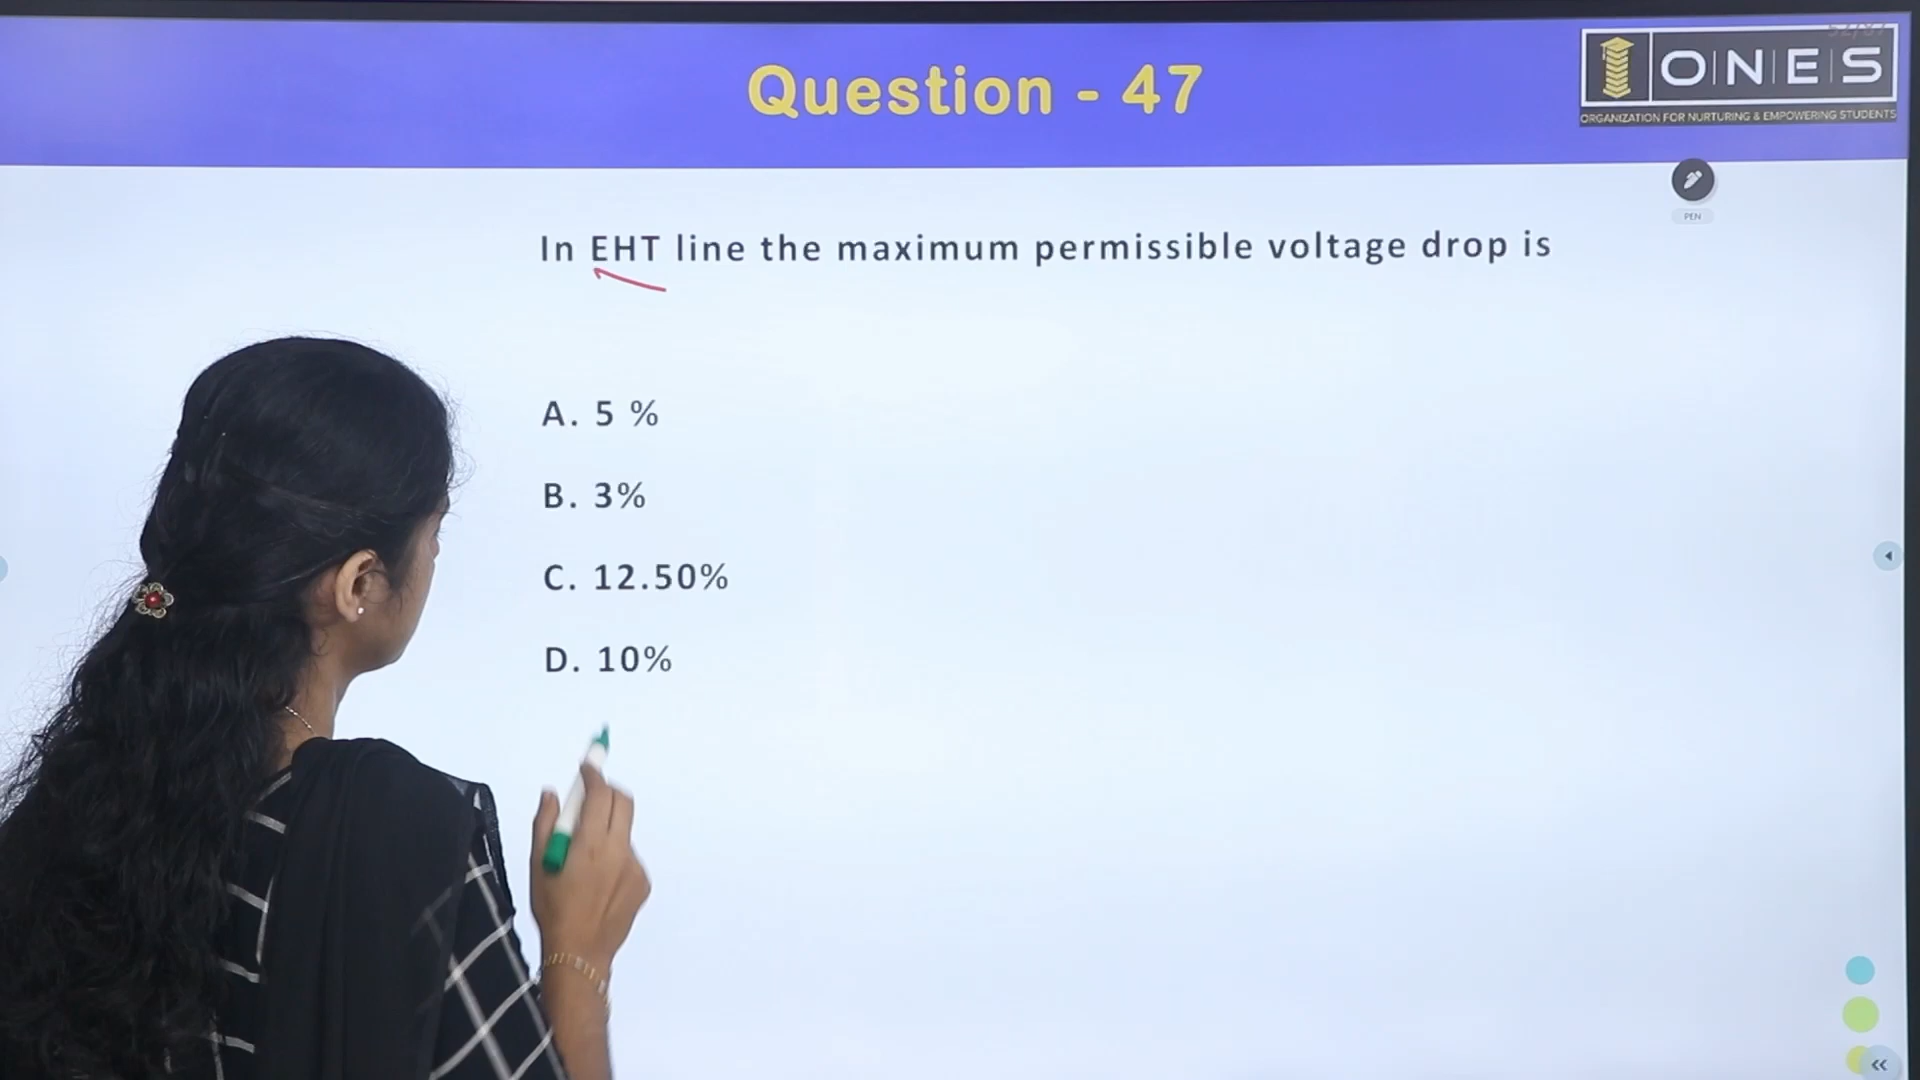 Question - 47
ONES
ORGANIZATION FOR NURTURING & EMPOWERING STUDENTS
PEN
In EHT line the maximum permissible voltage drop is
A. 5 %
B. 3%
C. 12.50%
D. 10%